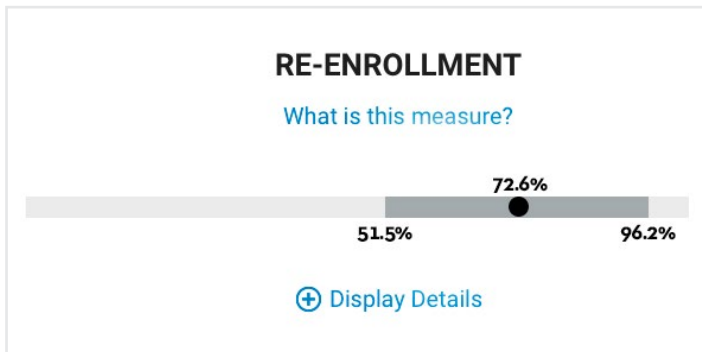 RE-ENROLLMENT
What is this measure?
72.6%
51.5% 96.2%
Display Details